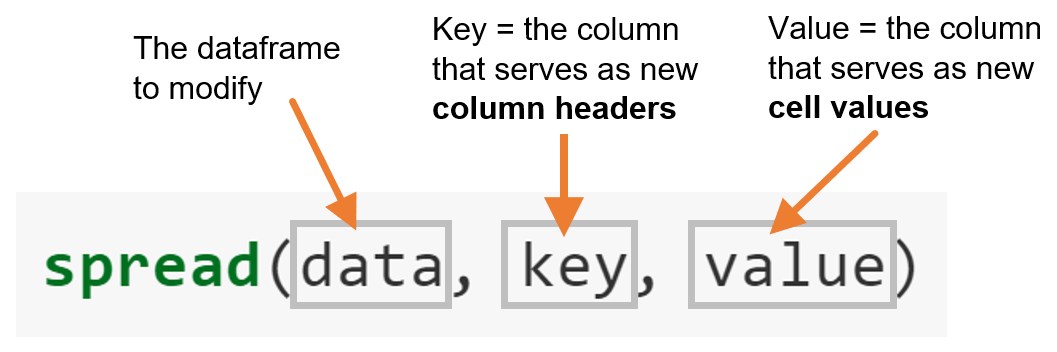 The dataframe
to modify
Key = the column
that serves as new
column headers
Value = the column
that serves as new
cell values
spread(data, key, value)